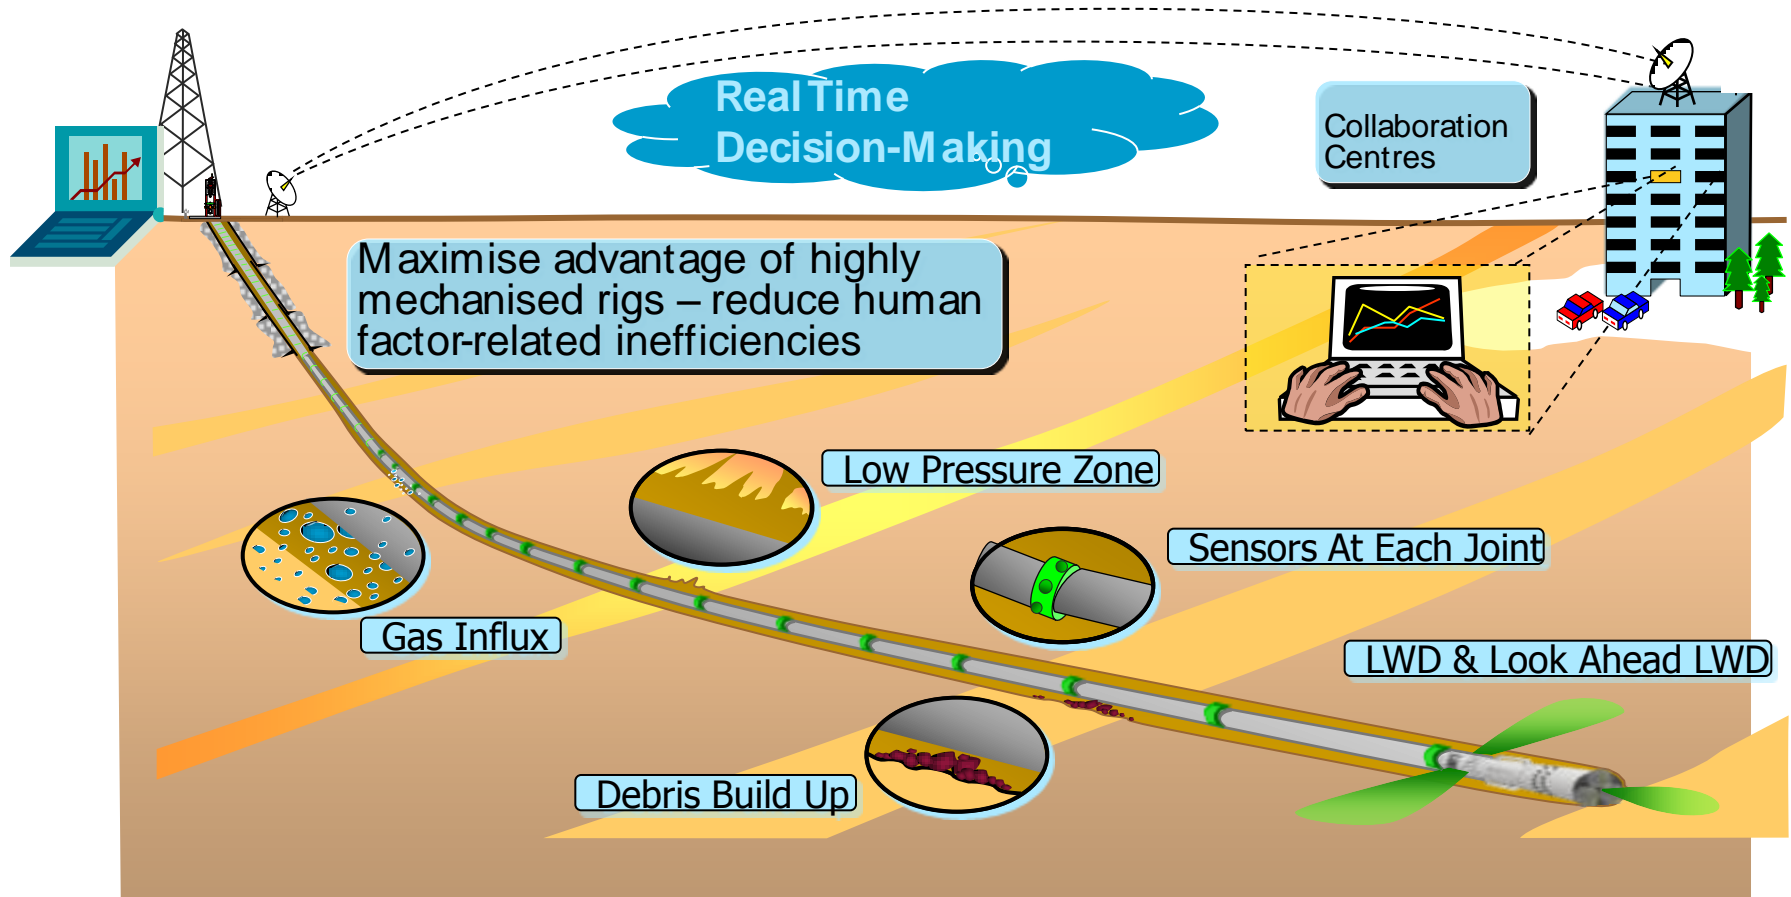 Real Time
Decision-Making
Collaboration
Centres
Maximise advantage of highly
mechanised rigs – reduce human
factor-related inefficiencies
Low Pressure Zone
Sensors At Each Joint
Gas Influx
LWD & Look Ahead LWD
Debris Build Up